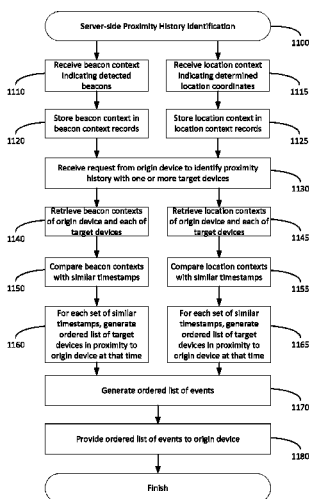 Server-side Proximity History Identification
1100
Receive beacon context
indicating detected
beacons
1110
Receive location context
indicating determined
location coordinates
1115
Store beacon context in
beacon context records
1120
Store location context in
location context records
1125
Receive request from origin device to identify proximity
history with one or more target devices
1130
Retrieve beacon contexts
of origin device and each of
target devices
1140
Retrieve location contexts
of origin device and each of
target devices
1145
Compare beacon contexts
with similar timestamps
1150
Compare location contexts
with similar timestamps
1155
For each set of similar
timestamps, generate
ordered list of target
devices in proximity to
origin device at that time
1160
For each set of similar
timestamps, generate
ordered list of target
devices in proximity to
origin device at that time
1165
Generate ordered list of events
1170
Provide ordered list of events to origin device
1180
Finish